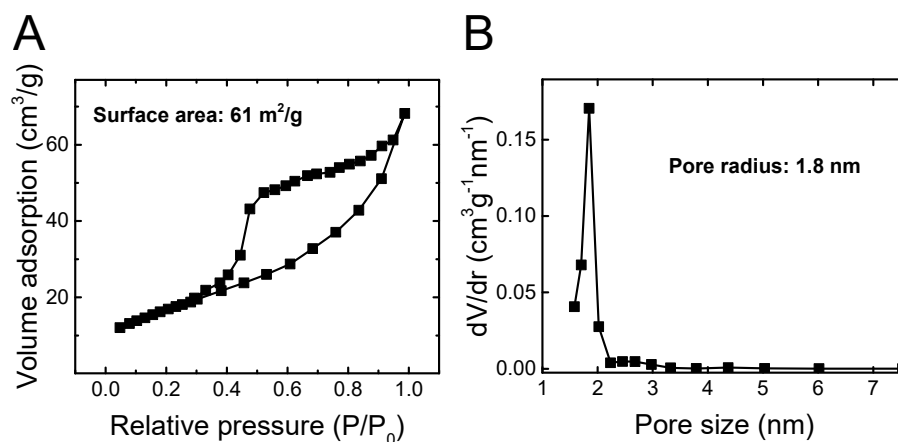 A
Volume adsorption (cm³/g)
60
40
20
Surface area: 61 m²/g
0.0 0.2 0.4 0.6 0.8 1.0
Relative pressure (P/P₀)
B
dV/dr (cm³g⁻¹nm⁻¹)
0.15
0.10
0.05
0.00
Pore radius: 1.8 nm
1 2 3 4 5 6 7
Pore size (nm)